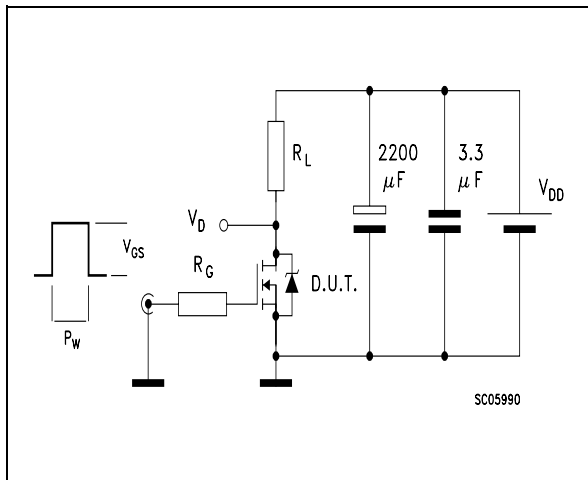 R_L
2200
μF
3.3
μF
V_DD
V_D
V_GS
R_G
D.U.T.
P_W
SC05990